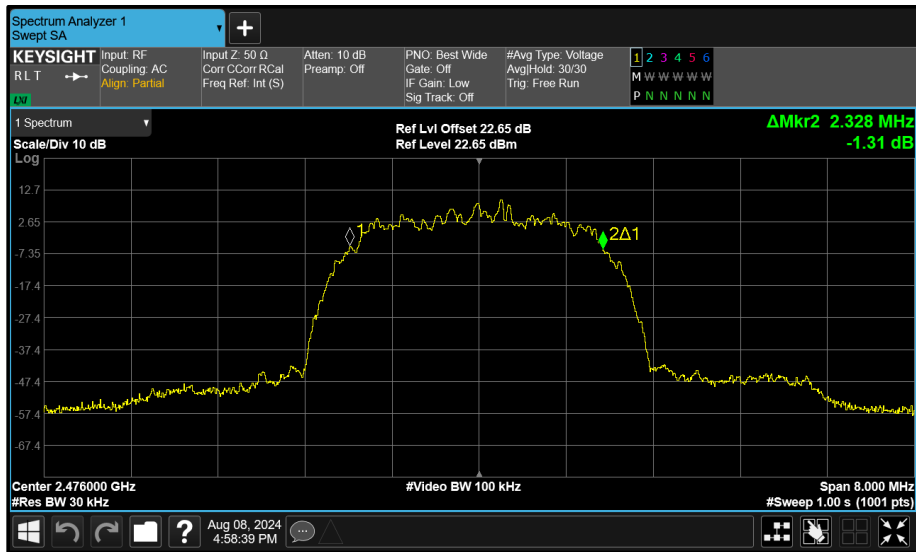 Spectrum Analyzer 1
Swept SA
+
KEYSIGHT
R L T
LXI
Input: RF
Coupling: AC
Align: Partial
Input Z: 50 Ω
Corr CCorr RCal
Freq Ref: Int (S)
Atten: 10 dB
Preamp: Off
PNO: Best Wide
Gate: Off
IF Gain: Low
Sig Track: Off
#Avg Type: Voltage
Avg|Hold: 30/30
Trig: Free Run
1 2 3 4 5 6
M W W W W W
P N N N N N
1 Spectrum
Scale/Div 10 dB
Ref Lvl Offset 22.65 dB
Ref Level 22.65 dBm
ΔMkr2 2.328 MHz
-1.31 dB
Log
12.7
2.65
-7.35
-17.4
-27.4
-37.4
-47.4
-57.4
-67.4
1
2Δ1
Center 2.476000 GHz
#Res BW 30 kHz
#Video BW 100 kHz
Span 8.000 MHz
#Sweep 1.00 s (1001 pts)
?
Aug 08, 2024
4:58:39 PM